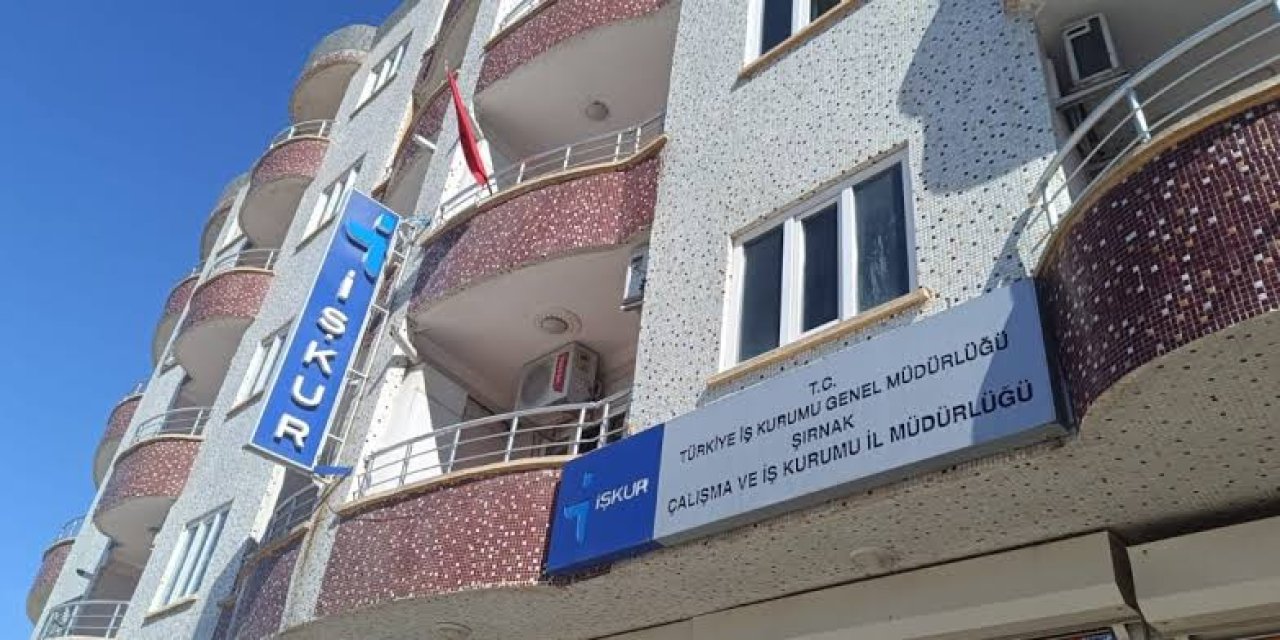 İŞKUR
İŞKUR
T.C.
TÜRKİYE İŞ KURUMU GENEL MÜDÜRLÜĞÜ
ŞIRNAK
ÇALIŞMA VE İŞ KURUMU İL MÜDÜRLÜĞÜ